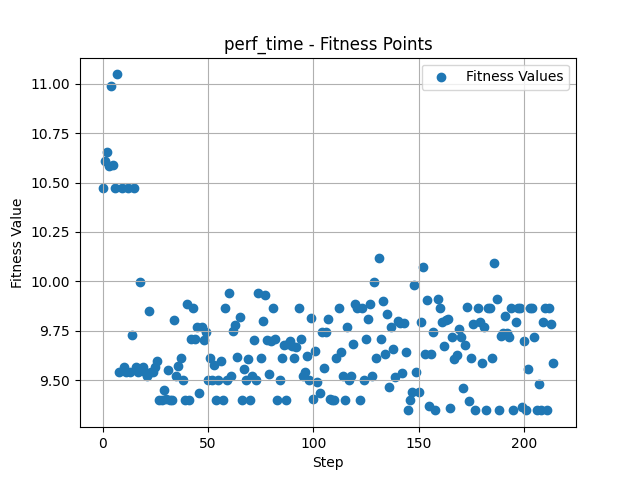 perf_time - Fitness Points
Fitness Values
11.00
10.75
10.50
10.25
10.00
9.75
9.50
Fitness Value
0 50 100 150 200
Step